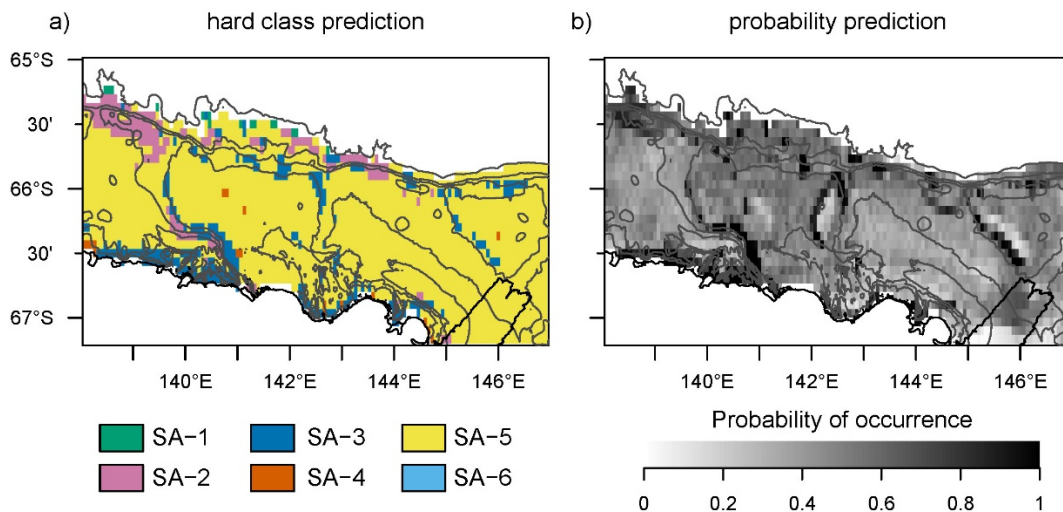 a) hard class prediction
b) probability prediction
65°S
30'
66°S
30'
67°S
140°E 142°E 144°E 146°E
140°E 142°E 144°E 146°E
SA−1 SA−3 SA−5
SA−2 SA−4 SA−6
Probability of occurrence
0 0.2 0.4 0.6 0.8 1